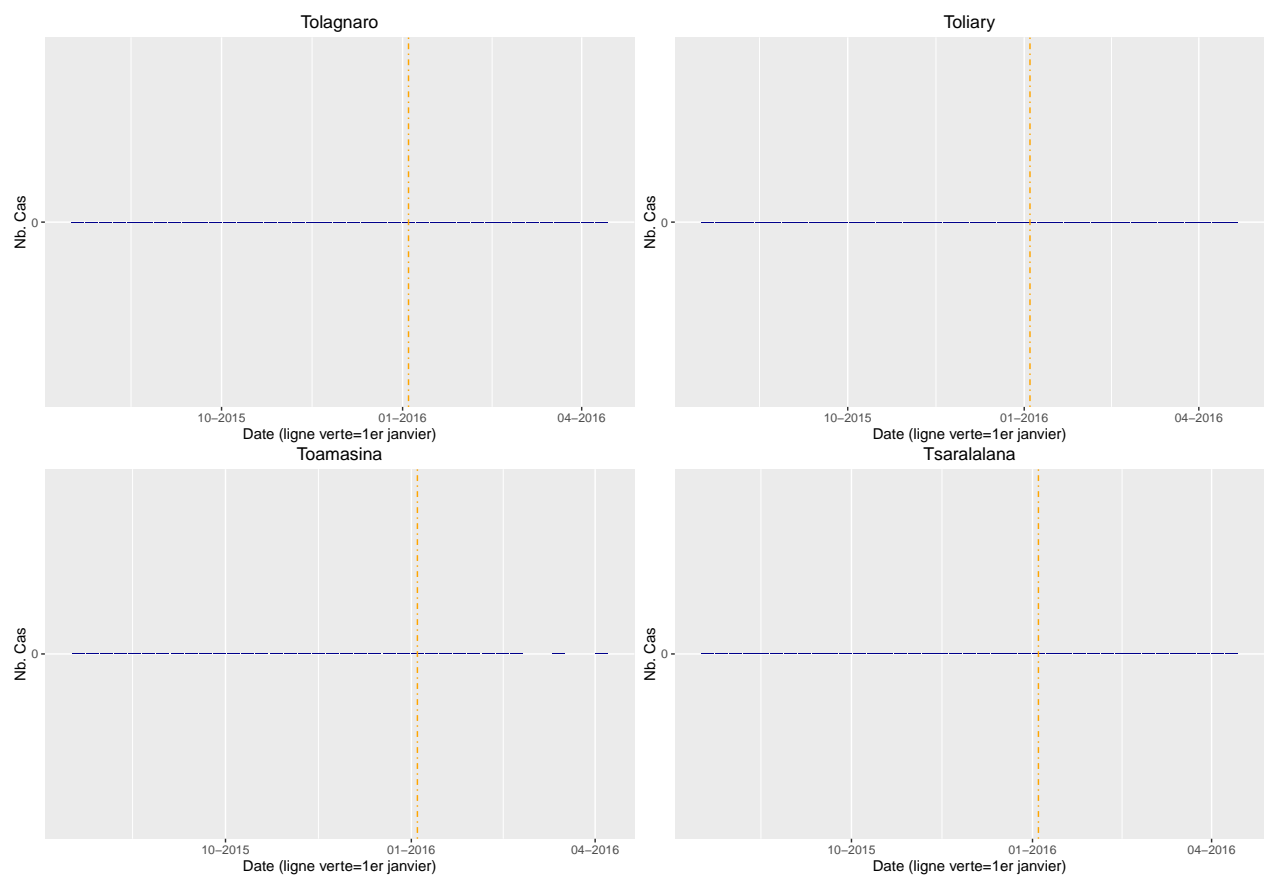 Tolagnaro
Nb. Cas
0
10–2015 01–2016 04–2016
Date (ligne verte=1er janvier)
Toliary
Nb. Cas
0
10–2015 01–2016 04–2016
Date (ligne verte=1er janvier)
Toamasina
Nb. Cas
0
10–2015 01–2016 04–2016
Date (ligne verte=1er janvier)
Tsaralalana
Nb. Cas
0
10–2015 01–2016 04–2016
Date (ligne verte=1er janvier)